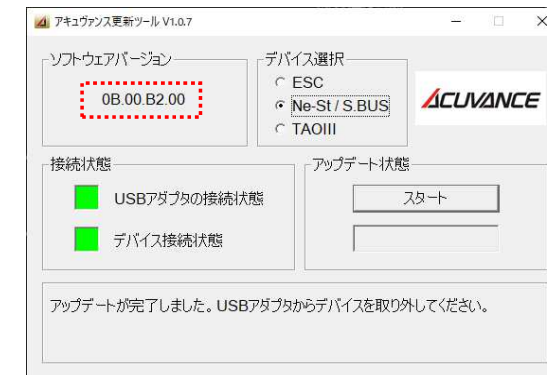 アキュヴァンス更新ツール V1.0.7
ソフトウェアバージョン
0B.00.B2.00
デバイス選択
ESC
Ne-St / S.BUS
TAOIII
ACUVANCE
接続状態
USBアダプタの接続状態
デバイス接続状態
アップデート状態
スタート
アップデートが完了しました。USBアダプタからデバイスを取り外してください。